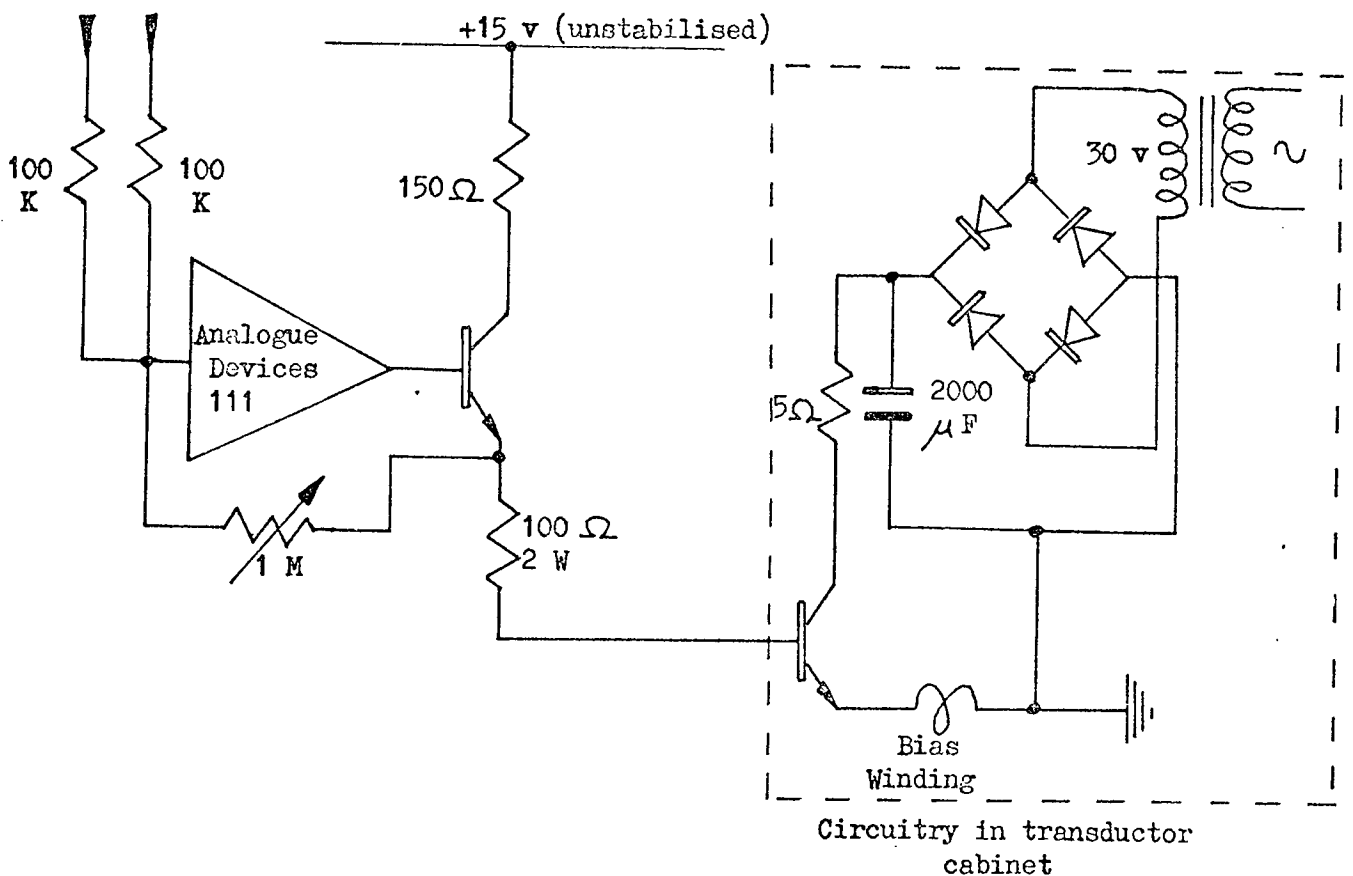 +15 v (unstabilised)
100
K
100
K
150Ω
30 v
Analogue
Devices
111
5Ω
2000
μF
100 Ω
2 W
1 M
Bias
Winding
Circuitry in transductor
cabinet